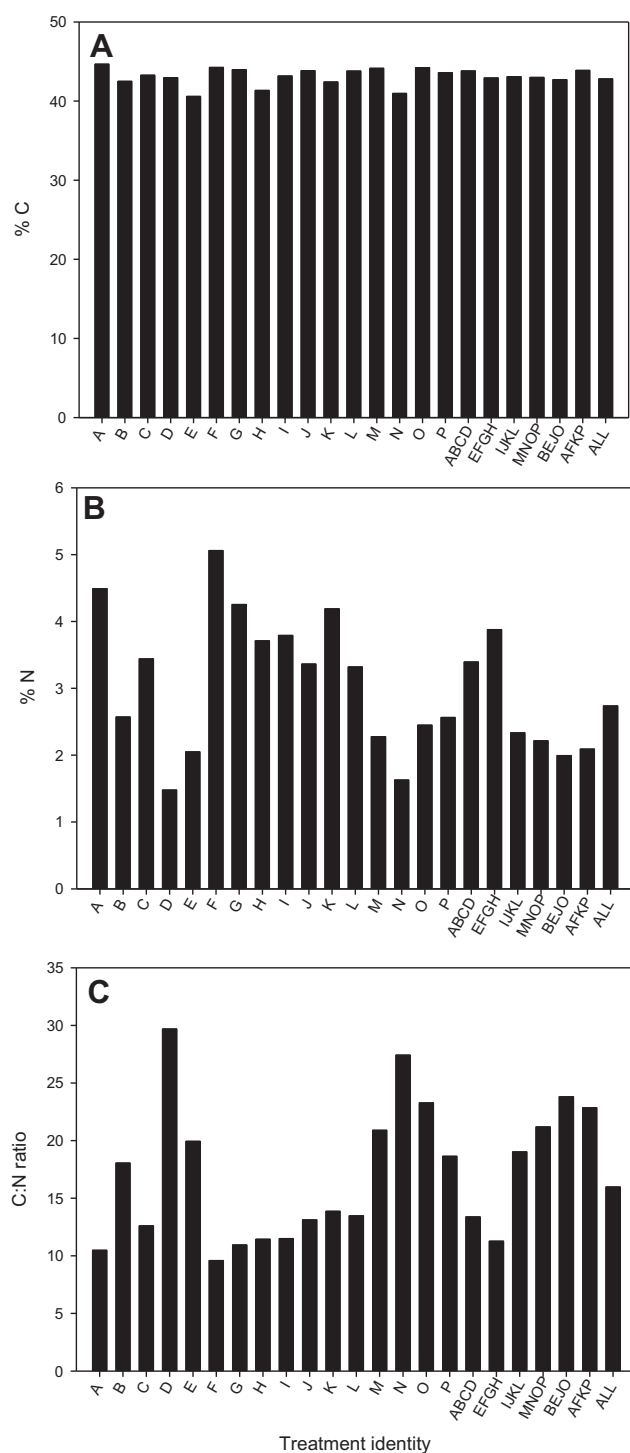 A
50
40
30
20
10
0
% C
A B C D E F G H I J K L M N O P ABCD EFGH IJKL MNOP BEJO AFKP ALL
B
6
5
4
3
2
1
0
% N
A B C D E F G H I J K L M N O P ABCD EFGH IJKL MNOP BEJO AFKP ALL
C
35
30
25
20
15
10
5
0
C:N ratio
A B C D E F G H I J K L M N O P ABCD EFGH IJKL MNOP BEJO AFKP ALL
Treatment identity